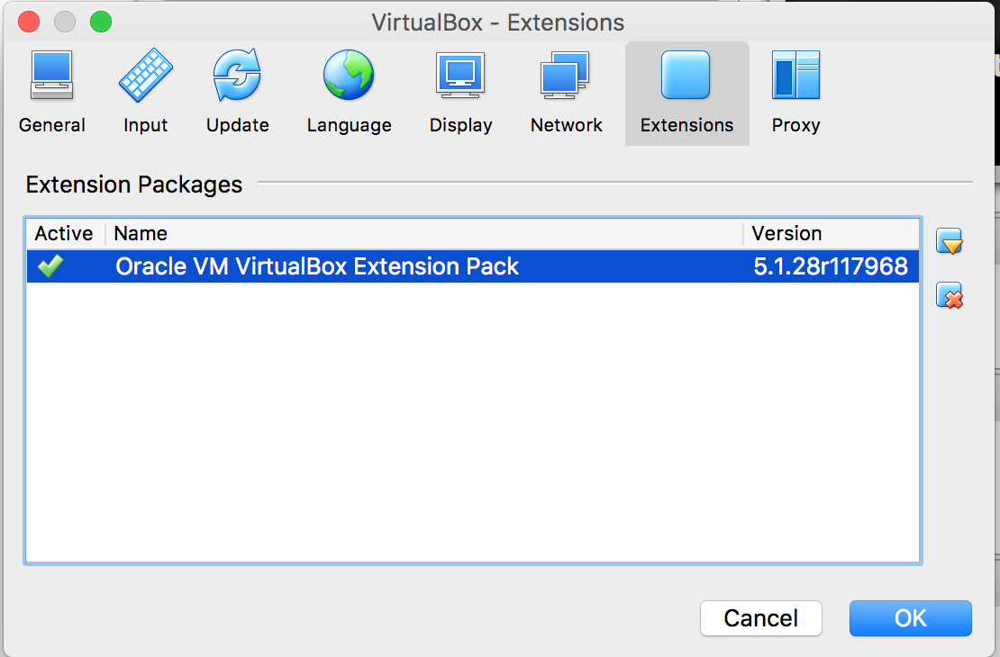 VirtualBox - Extensions
General Input Update Language Display Network Extensions Proxy
Extension Packages
Active Name Version
Oracle VM VirtualBox Extension Pack 5.1.28r117968
Cancel OK